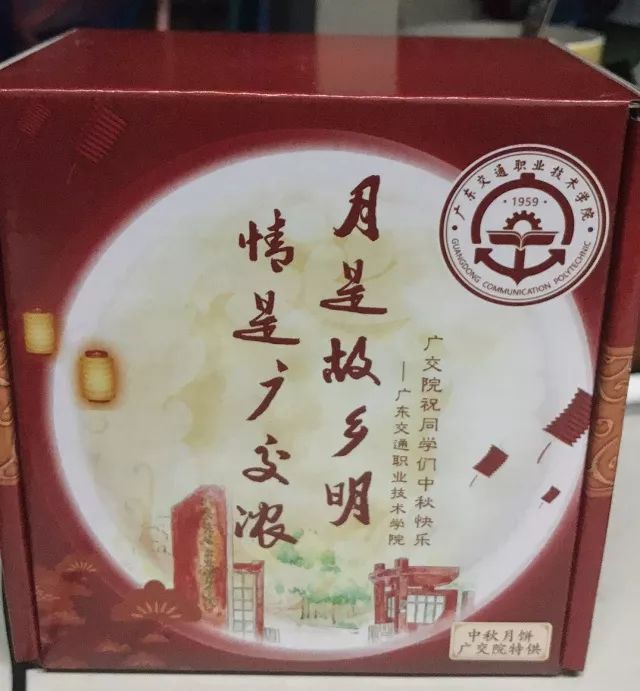 月是故乡明
情是广交浓
广交院祝同学们中秋快乐
—广东交通职业技术学院
广东交通职业技术学院
1959
GUANGDONG COMMUNICATION POLYTECHNIC
中秋月饼
广交院特供